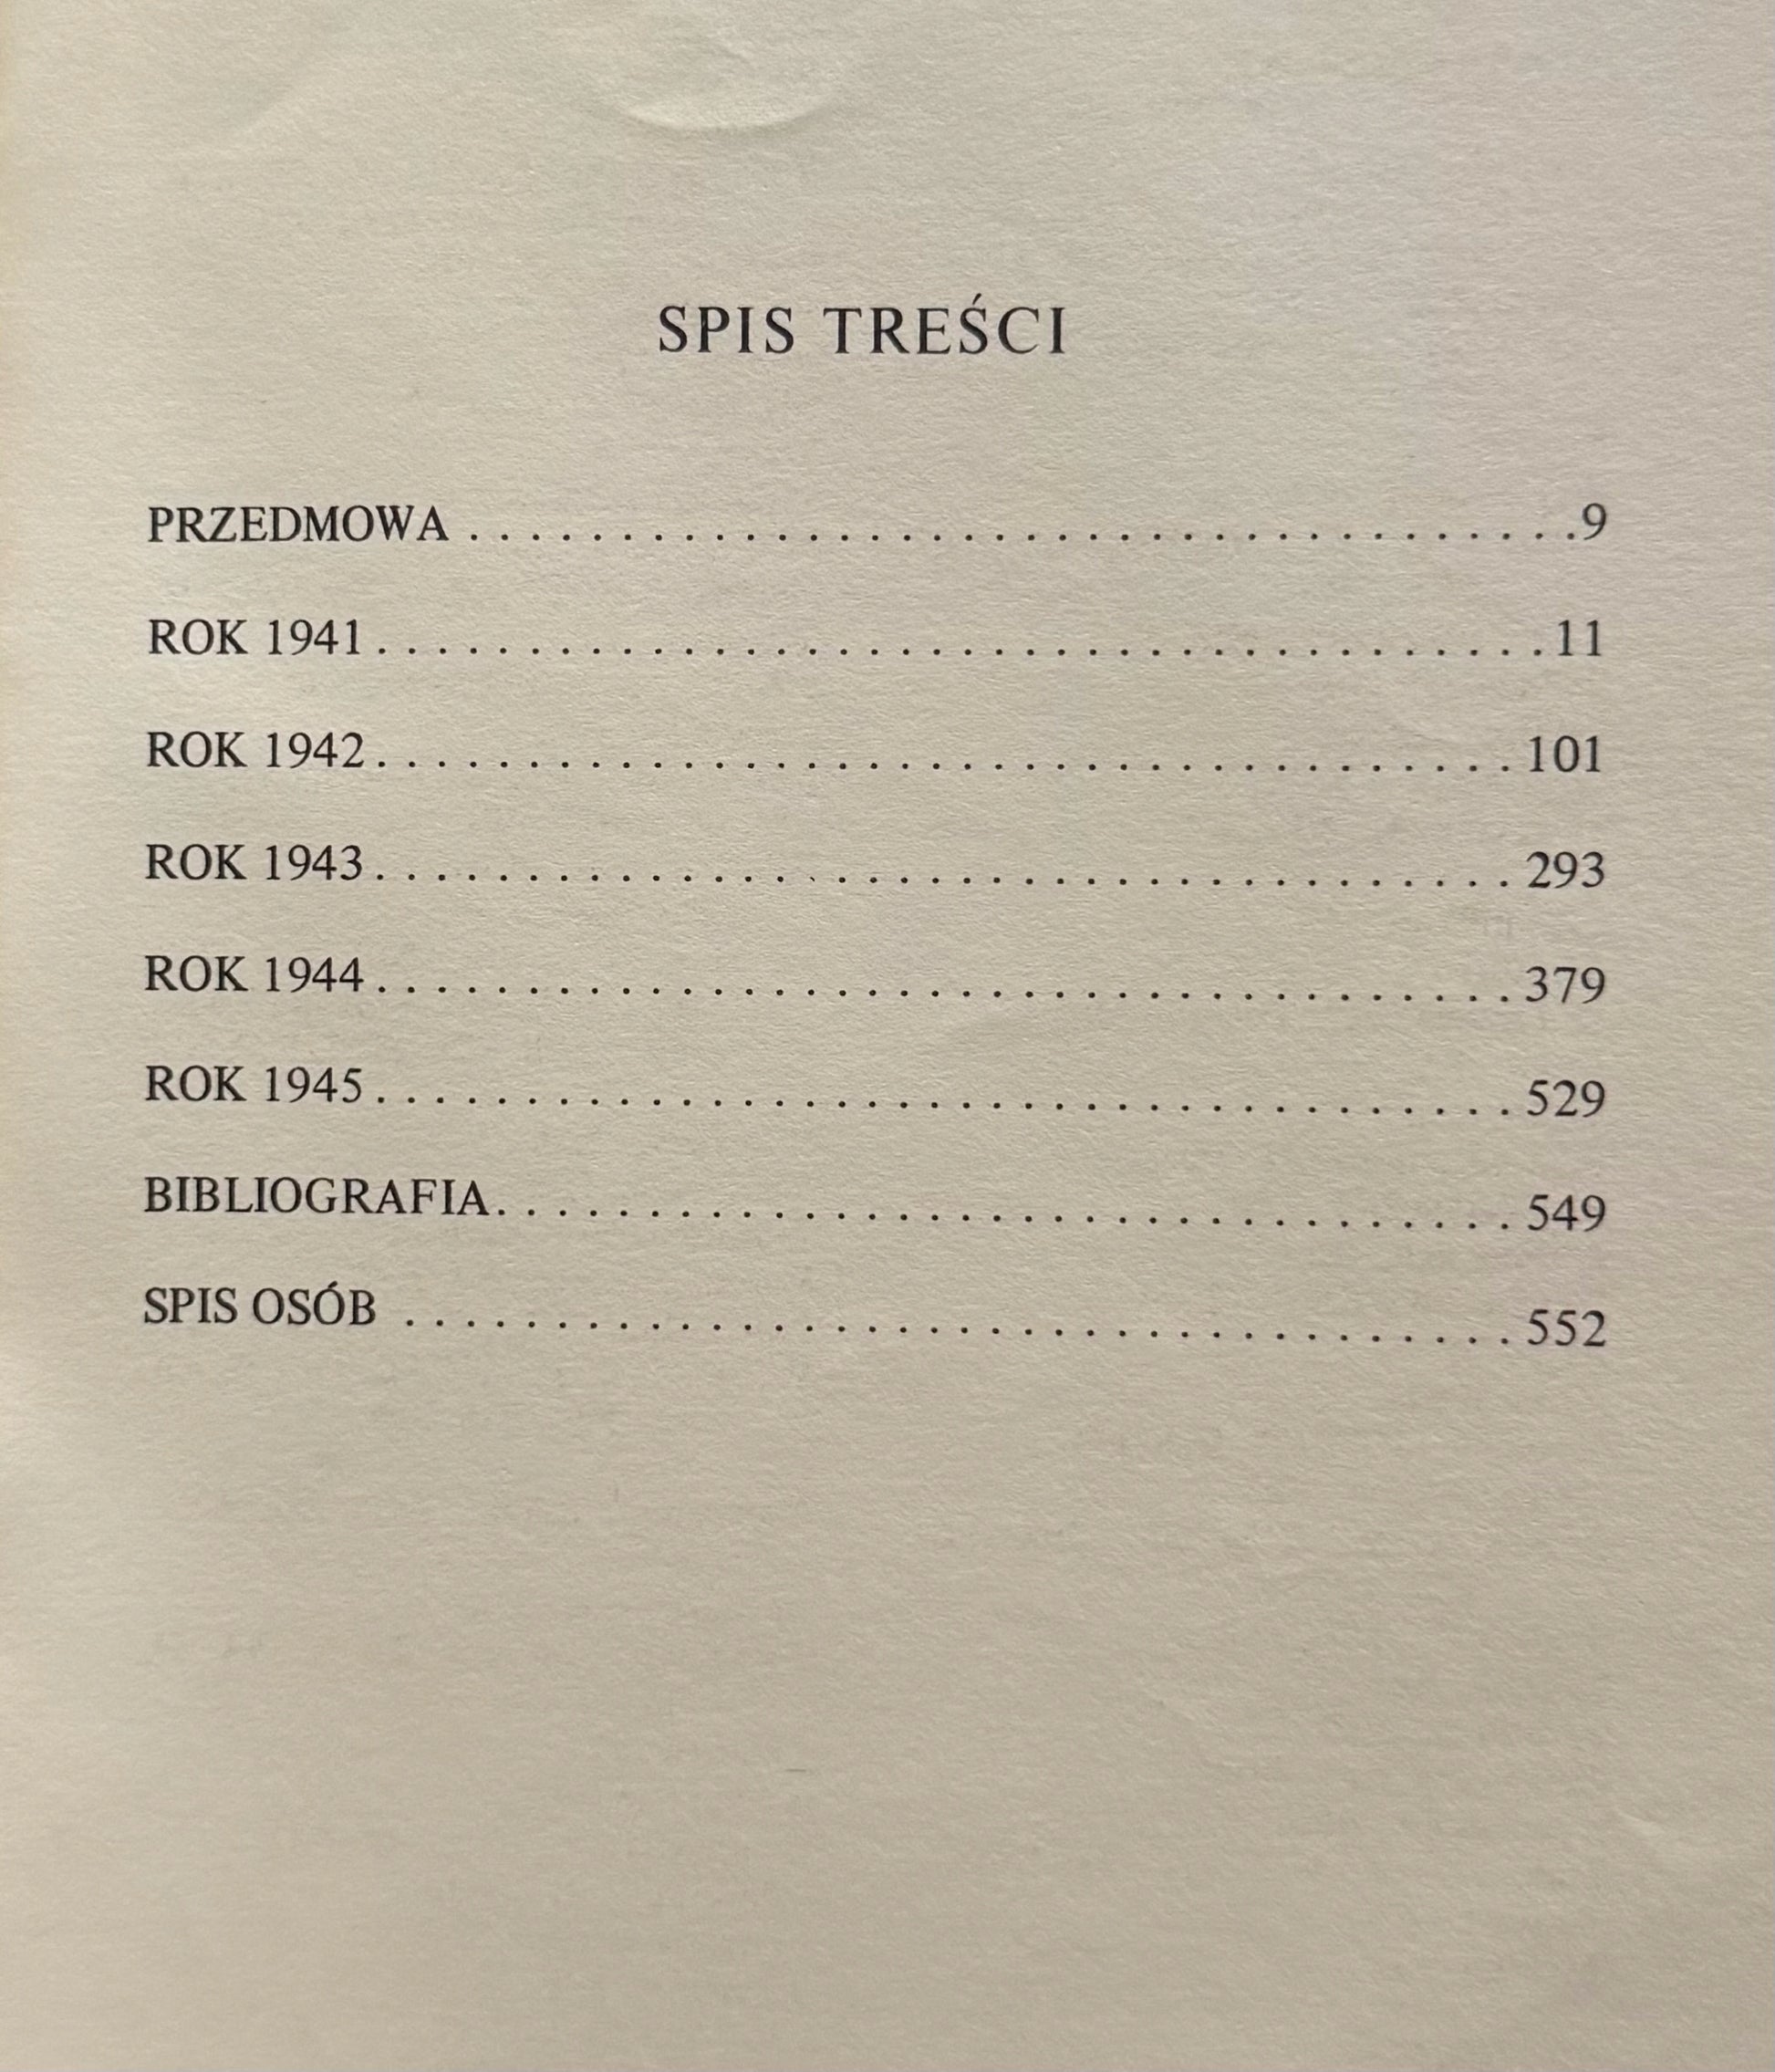 SPIS TREŚCI
PRZEDMOWA . . . . . . . . . . . . . . . . . . . . . . . . . . . . . . . . . . . .9
ROK 1941 . . . . . . . . . . . . . . . . . . . . . . . . . . . . . . . . . . . . . . 11
ROK 1942 . . . . . . . . . . . . . . . . . . . . . . . . . . . . . . . . . . . . . 101
ROK 1943 . . . . . . . . . . . . . . . . . . . . . . . . . . . . . . . . . . . . . 293
ROK 1944 . . . . . . . . . . . . . . . . . . . . . . . . . . . . . . . . . . . . . 379
ROK 1945 . . . . . . . . . . . . . . . . . . . . . . . . . . . . . . . . . . . . . 529
BIBLIOGRAFIA . . . . . . . . . . . . . . . . . . . . . . . . . . . . . . . . . 549
SPIS OSÓB . . . . . . . . . . . . . . . . . . . . . . . . . . . . . . . . . . . . 552